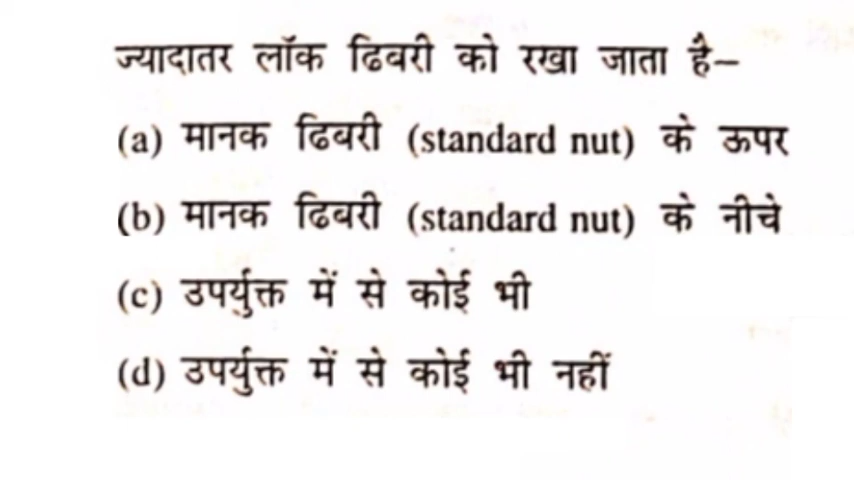 ज्यादातर लॉक ढिबरी को रखा जाता है–
(a) मानक ढिबरी (standard nut) के ऊपर
(b) मानक ढिबरी (standard nut) के नीचे
(c) उपर्युक्त में से कोई भी
(d) उपर्युक्त में से कोई भी नहीं